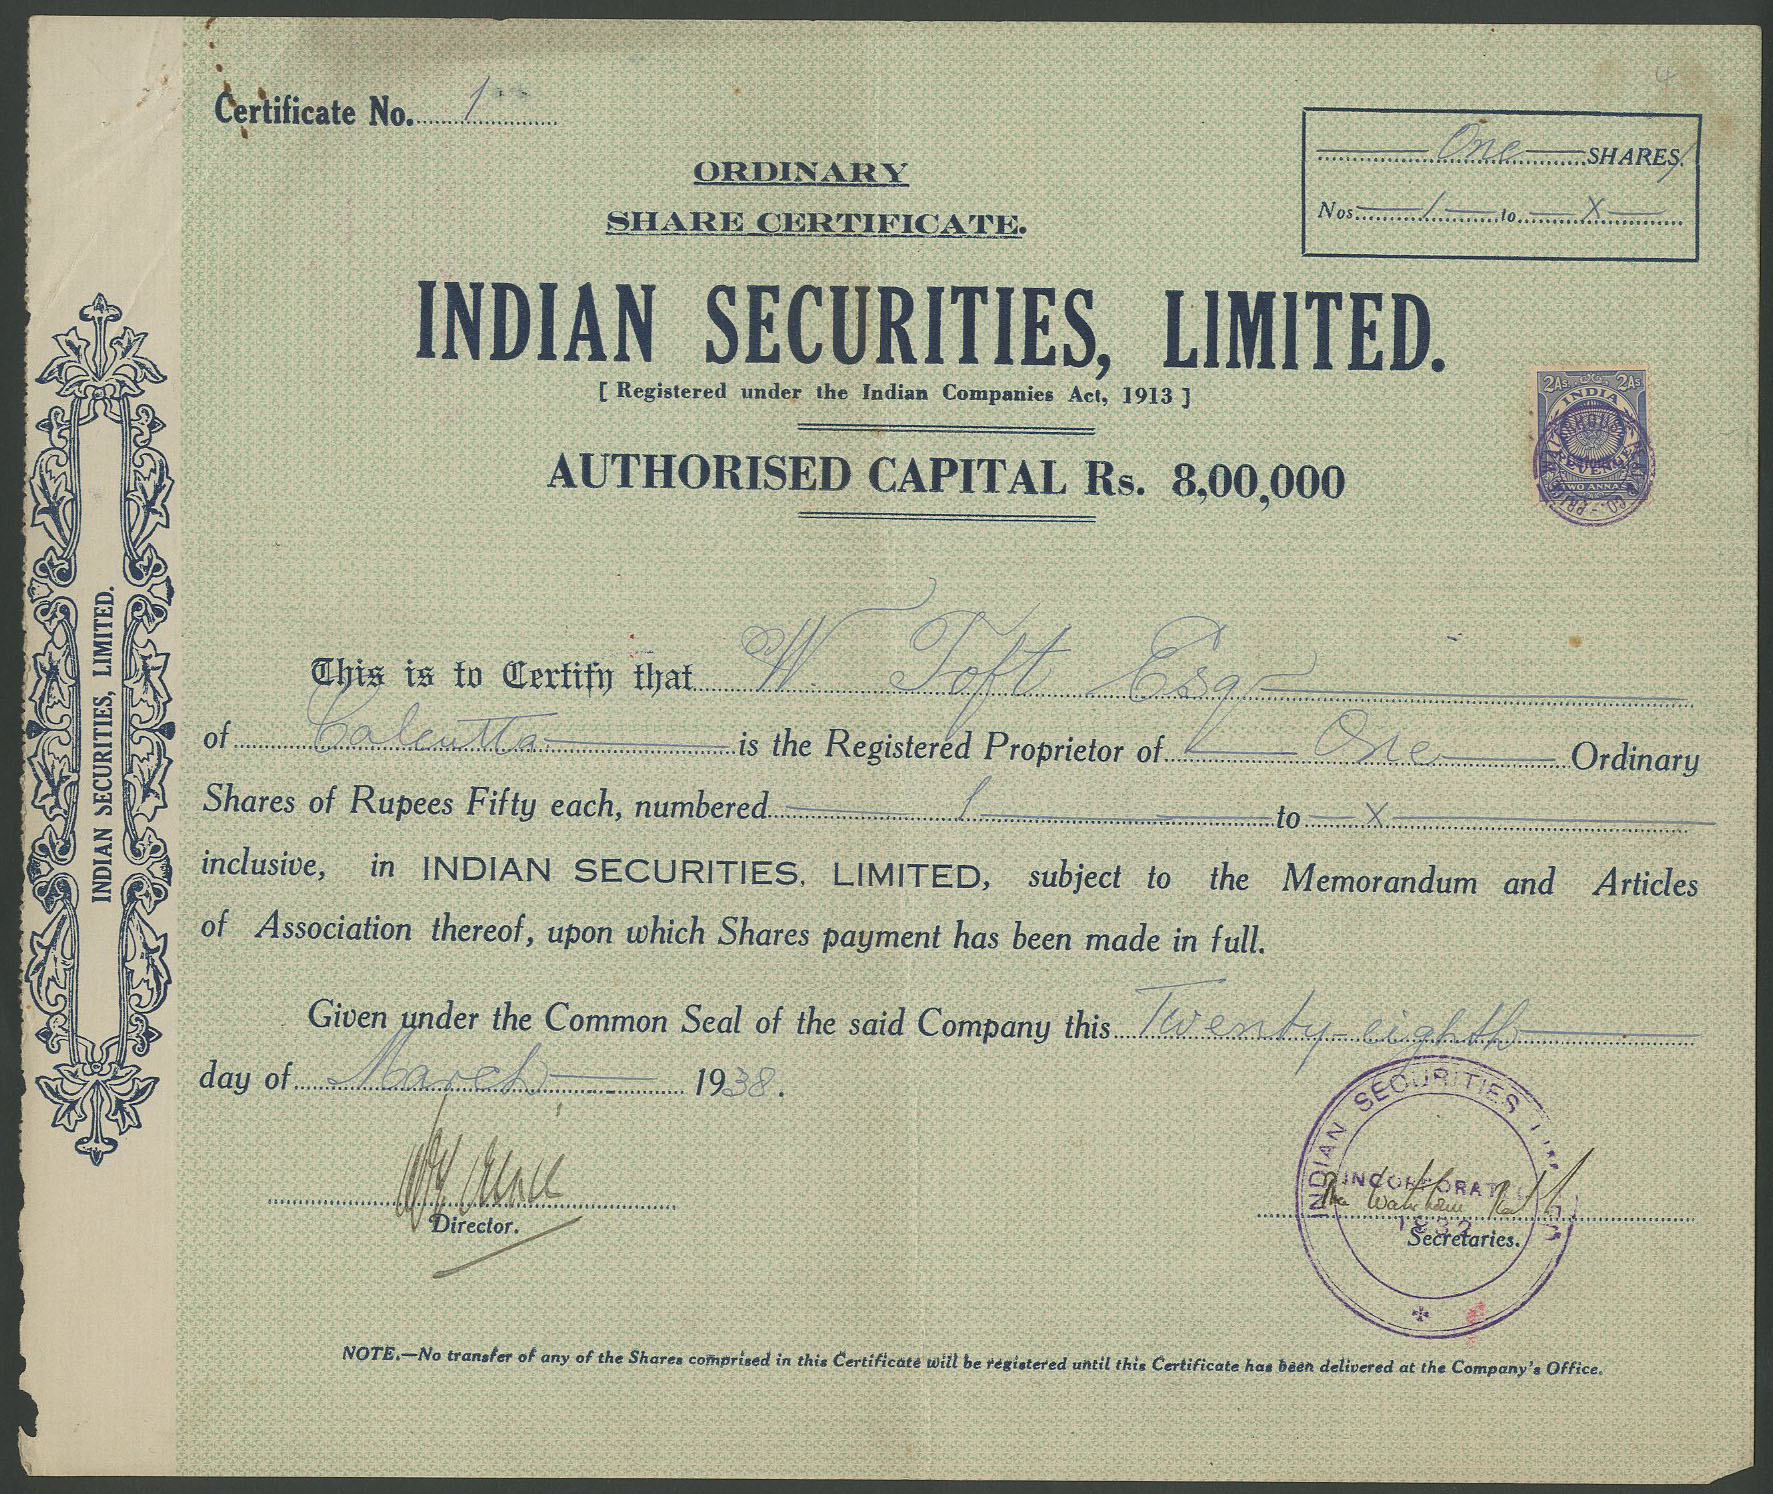 Certificate No. 1
One SHARES
Nos. 1 to X
ORDINARY
SHARE CERTIFICATE.
INDIAN SECURITIES, LIMITED.
[ Registered under the Indian Companies Act, 1913 ]
AUTHORISED CAPITAL Rs. 8,00,000
2As. 2As.
INDIA
REVENUE
TWO ANNAS
This is to Certify that W. Toft Esq
of Calcutta is the Registered Proprietor of One Ordinary
Shares of Rupees Fifty each, numbered 1 to X
inclusive, in INDIAN SECURITIES, LIMITED, subject to the Memorandum and Articles
of Association thereof, upon which Shares payment has been made in full.
Given under the Common Seal of the said Company this Twenty-eighth
day of March 1938.
Director.
INDIAN SECURITIES
Secretaries.
NOTE.—No transfer of any of the Shares comprised in this Certificate will be registered until this Certificate has been delivered at the Company's Office.
INDIAN SECURITIES, LIMITED.